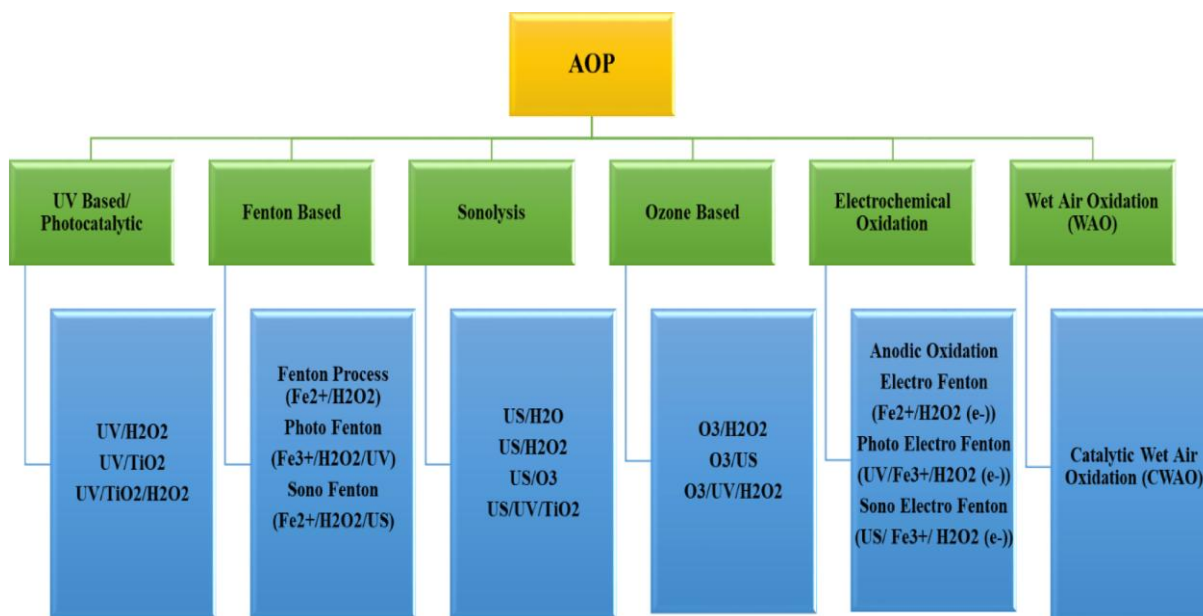 AOP
UV Based/
Photocatalytic
Fenton Based
Sonolysis
Ozone Based
Electrochemical
Oxidation
Wet Air Oxidation
(WAO)
UV/H2O2
UV/TiO2
UV/TiO2/H2O2
Fenton Process
(Fe2+/H2O2)
Photo Fenton
(Fe3+/H2O2/UV)
Sono Fenton
(Fe2+/H2O2/US)
US/H2O
US/H2O2
US/O3
US/UV/TiO2
O3/H2O2
O3/US
O3/UV/H2O2
Anodic Oxidation
Electro Fenton
(Fe2+/H2O2 (e-))
Photo Electro Fenton
(UV/Fe3+/H2O2 (e-))
Sono Electro Fenton
(US/ Fe3+/ H2O2 (e-))
Catalytic Wet Air
Oxidation (CWAO)